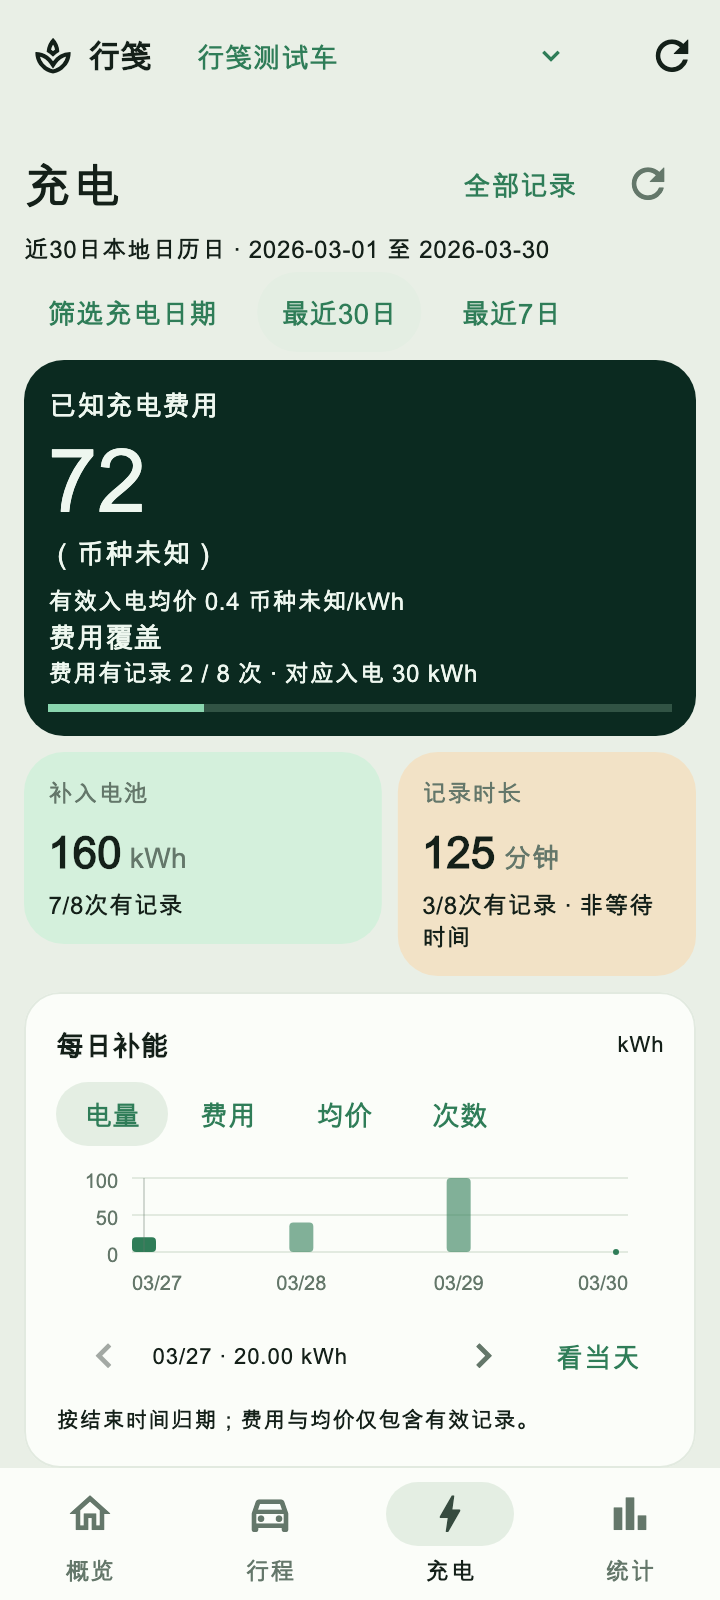 行笺 行笺测试车
充电 全部记录
近30日本地日历日 · 2026-03-01 至 2026-03-30
筛选充电日期 最近30日 最近7日
已知充电费用
72
（币种未知）
有效入电均价 0.4 币种未知/kWh
费用覆盖
费用有记录 2 / 8 次 · 对应入电 30 kWh
补入电池
160 kWh
7/8次有记录
记录时长
125 分钟
3/8次有记录 · 非等待
时间
每日补能 kWh
电量 费用 均价 次数
100
50
0
03/27 03/28 03/29 03/30
03/27 · 20.00 kWh 看当天
按结束时间归期；费用与均价仅包含有效记录。
概览 行程 充电 统计